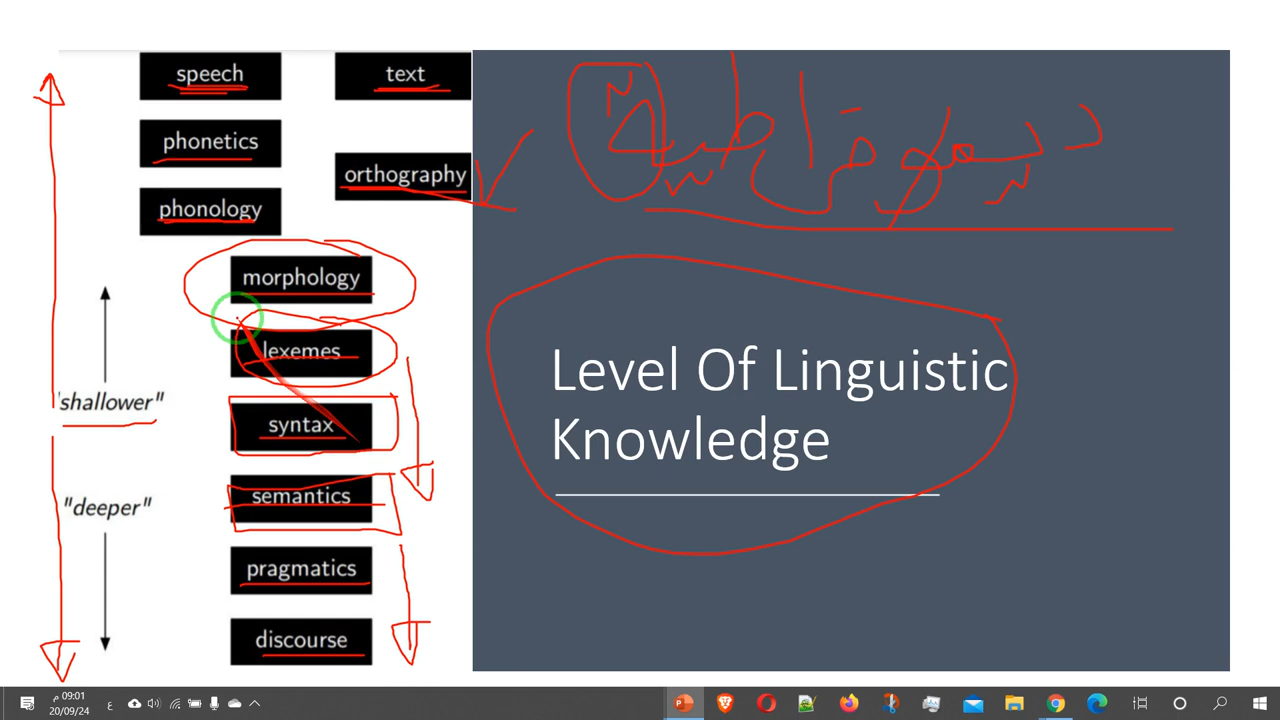 speech
text
phonetics
orthography
phonology
morphology
lexemes
"shallower"
syntax
semantics
"deeper"
pragmatics
discourse
Level Of Linguistic
Knowledge
09:01 م
20/09/24
ع